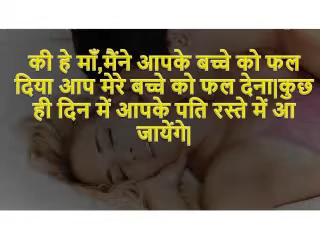 की हे माँ,मैंने आपके बच्चे को फल
दिया आप मेरे बच्चे को फल देना|कुछ
ही दिन में आपके पति रस्ते में आ
जायेंगे|